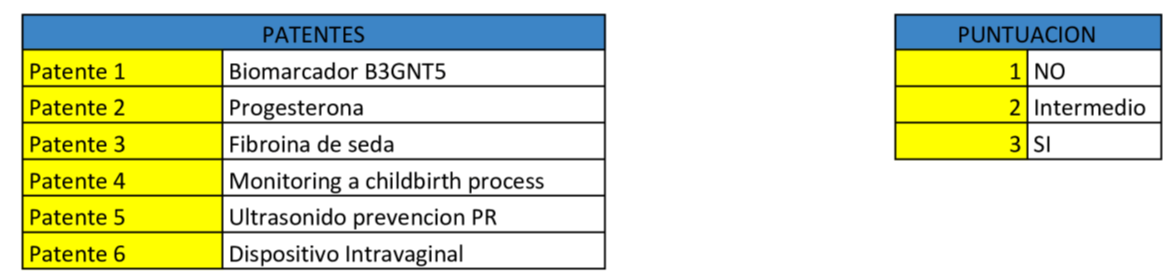 PATENTES
Patente 1 Biomarcador B3GNT5
Patente 2 Progesterona
Patente 3 Fibroina de seda
Patente 4 Monitoring a childbirth process
Patente 5 Ultrasonido prevencion PR
Patente 6 Dispositivo Intravaginal
PUNTUACION
1 NO
2 Intermedio
3 SI